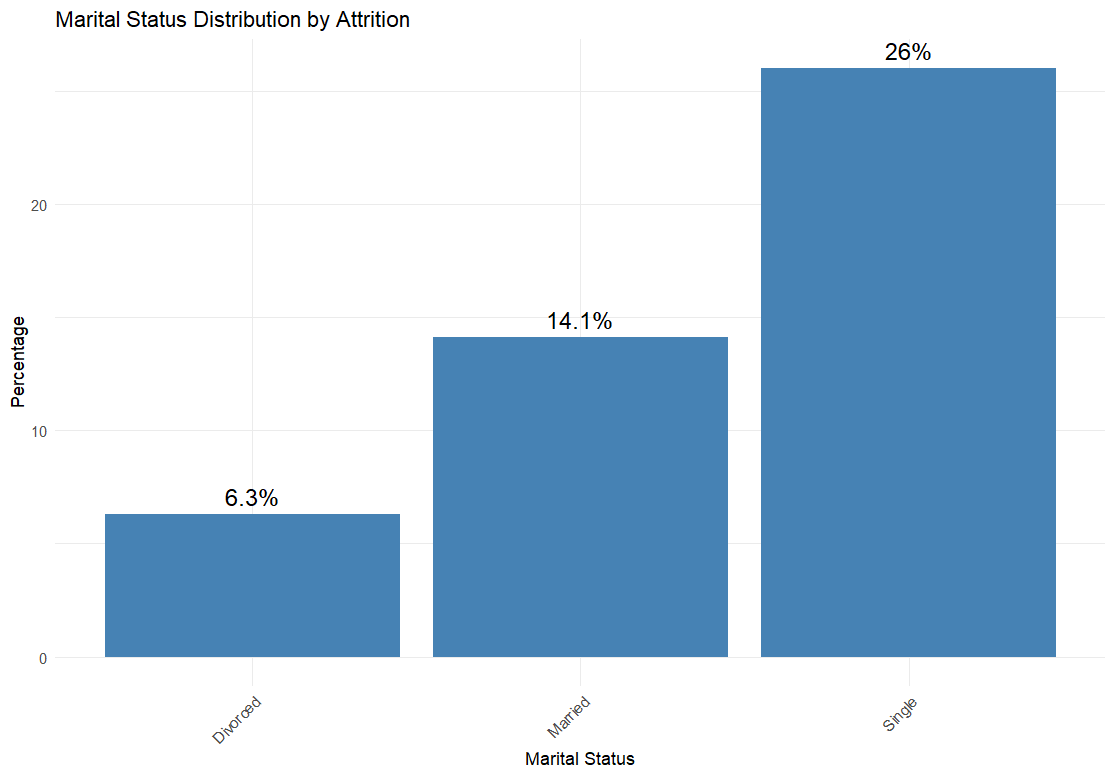 Marital Status Distribution by Attrition
26%
20
14.1%
Percentage
10
6.3%
0
Divorced
Married
Single
Marital Status